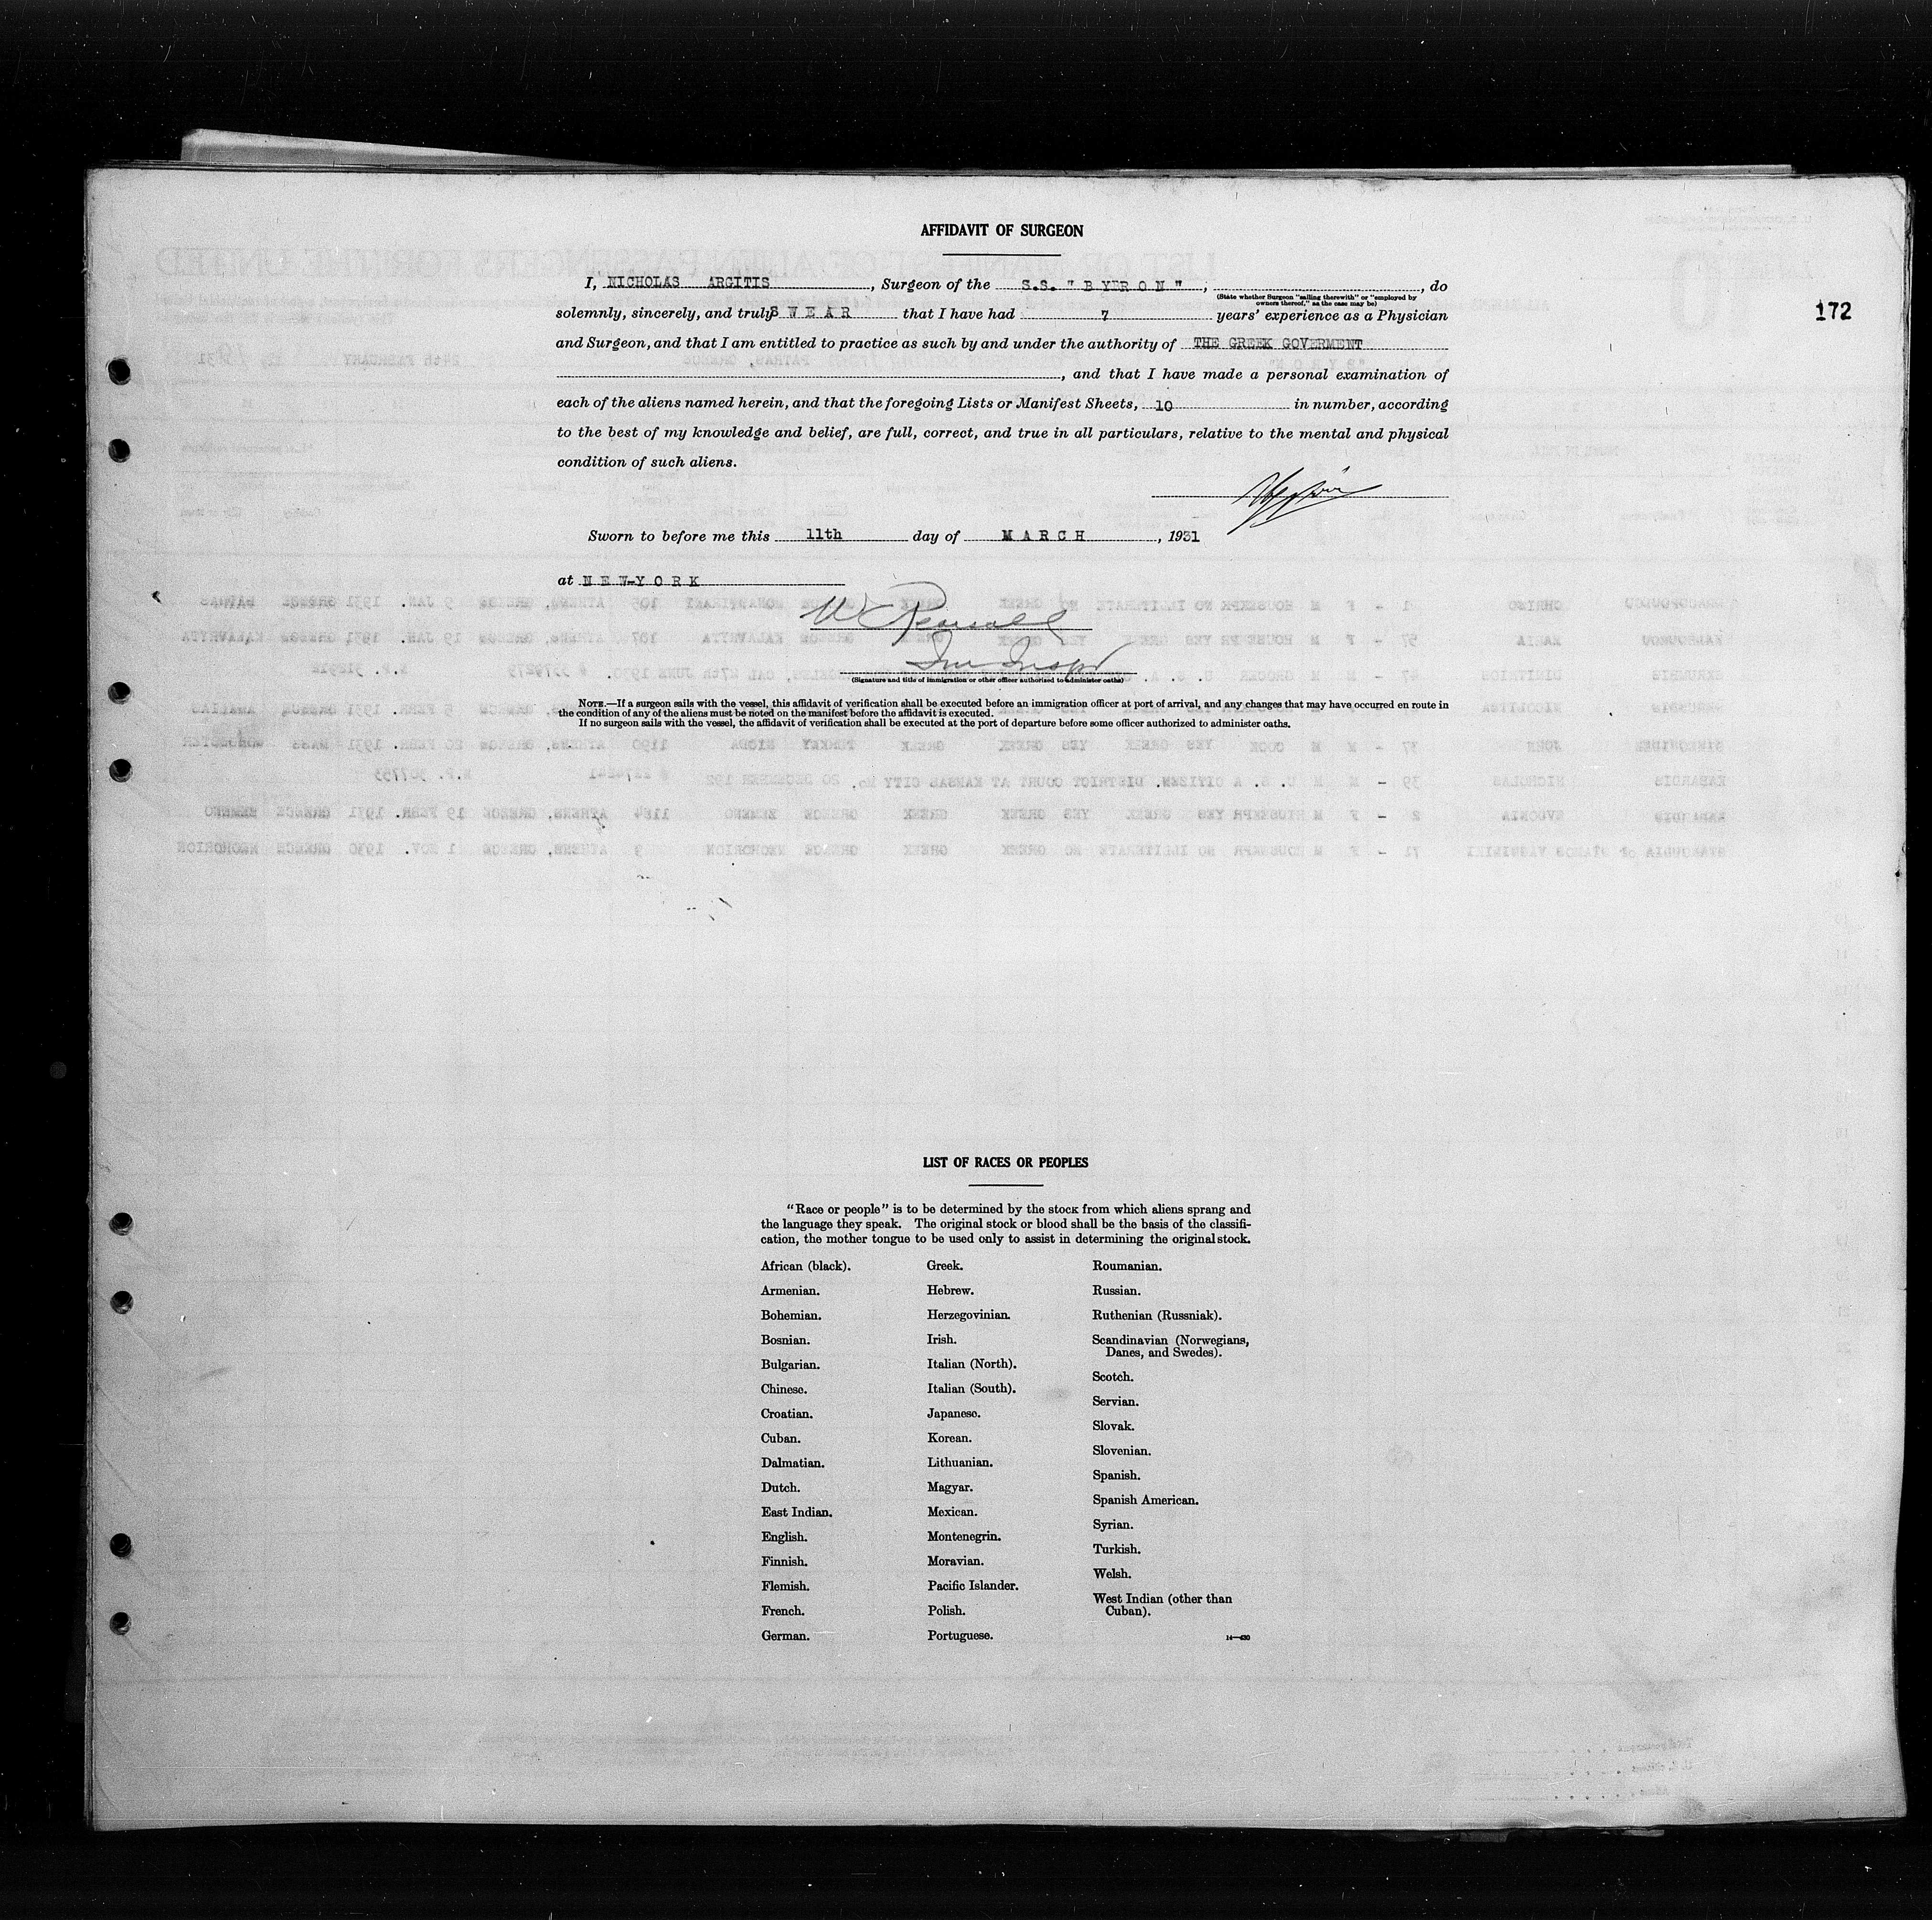 AFFIDAVIT OF SURGEON
I, NICHOLAS ARGITIS, Surgeon of the S.S. "BYERON", , do
(State whether Surgeon "sailing therewith" or "employed by
owners thereof," as the case may be)
172
solemnly, sincerely, and truly SWEAR that I have had 7 years' experience as a Physician
and Surgeon, and that I am entitled to practice as such by and under the authority of THE GREEK GOVERMENT
, and that I have made a personal examination of
each of the aliens named herein, and that the foregoing Lists or Manifest Sheets, 10 in number, according
to the best of my knowledge and belief, are full, correct, and true in all particulars, relative to the mental and physical
condition of such aliens.
Sworn to before me this 11th day of MARCH, 1931
at NEW-YORK
(Signature and title of immigration or other officer authorized to administer oaths)
NOTE.—If a surgeon sails with the vessel, this affidavit of verification shall be executed before an immigration officer at port of arrival, and any changes that may have occurred en route in
the condition of any of the aliens must be noted on the manifest before the affidavit is executed.
If no surgeon sails with the vessel, the affidavit of verification shall be executed at the port of departure before some officer authorized to administer oaths.
LIST OF RACES OR PEOPLES
"Race or people" is to be determined by the stock from which aliens sprang and
the language they speak. The original stock or blood shall be the basis of the classifi-
cation, the mother tongue to be used only to assist in determining the original stock.
African (black).
Armenian.
Bohemian.
Bosnian.
Bulgarian.
Chinese.
Croatian.
Cuban.
Dalmatian.
Dutch.
East Indian.
English.
Finnish.
Flemish.
French.
German.
Greek.
Hebrew.
Herzegovinian.
Irish.
Italian (North).
Italian (South).
Japanese.
Korean.
Lithuanian.
Magyar.
Mexican.
Montenegrin.
Moravian.
Pacific Islander.
Polish.
Portuguese.
Roumanian.
Russian.
Ruthenian (Russniak).
Scandinavian (Norwegians,
Danes, and Swedes).
Scotch.
Servian.
Slovak.
Slovenian.
Spanish.
Spanish American.
Syrian.
Turkish.
Welsh.
West Indian (other than
Cuban).